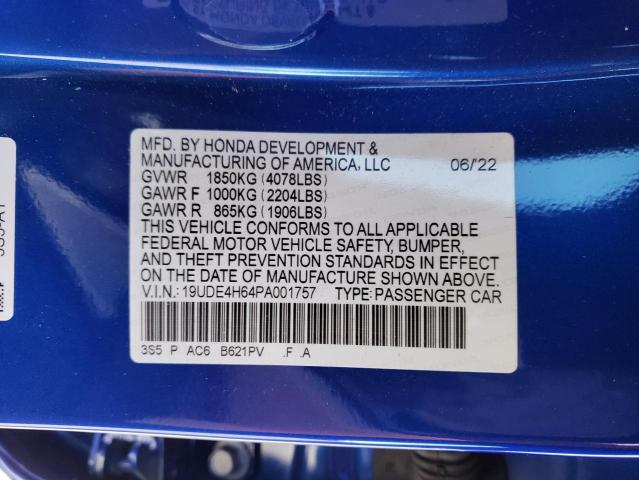 MFD. BY HONDA DEVELOPMENT &
MANUFACTURING OF AMERICA, LLC 06/22
GVWR 1850KG (4078LBS)
GAWR F 1000KG (2204LBS)
GAWR R 865KG (1906LBS)
THIS VEHICLE CONFORMS TO ALL APPLICABLE
FEDERAL MOTOR VEHICLE SAFETY, BUMPER,
AND THEFT PREVENTION STANDARDS IN EFFECT
ON THE DATE OF MANUFACTURE SHOWN ABOVE.
V.I.N.: 19UDE4H64PA001757 TYPE: PASSENGER CAR
3S5 P AC6 B621PV .F .A